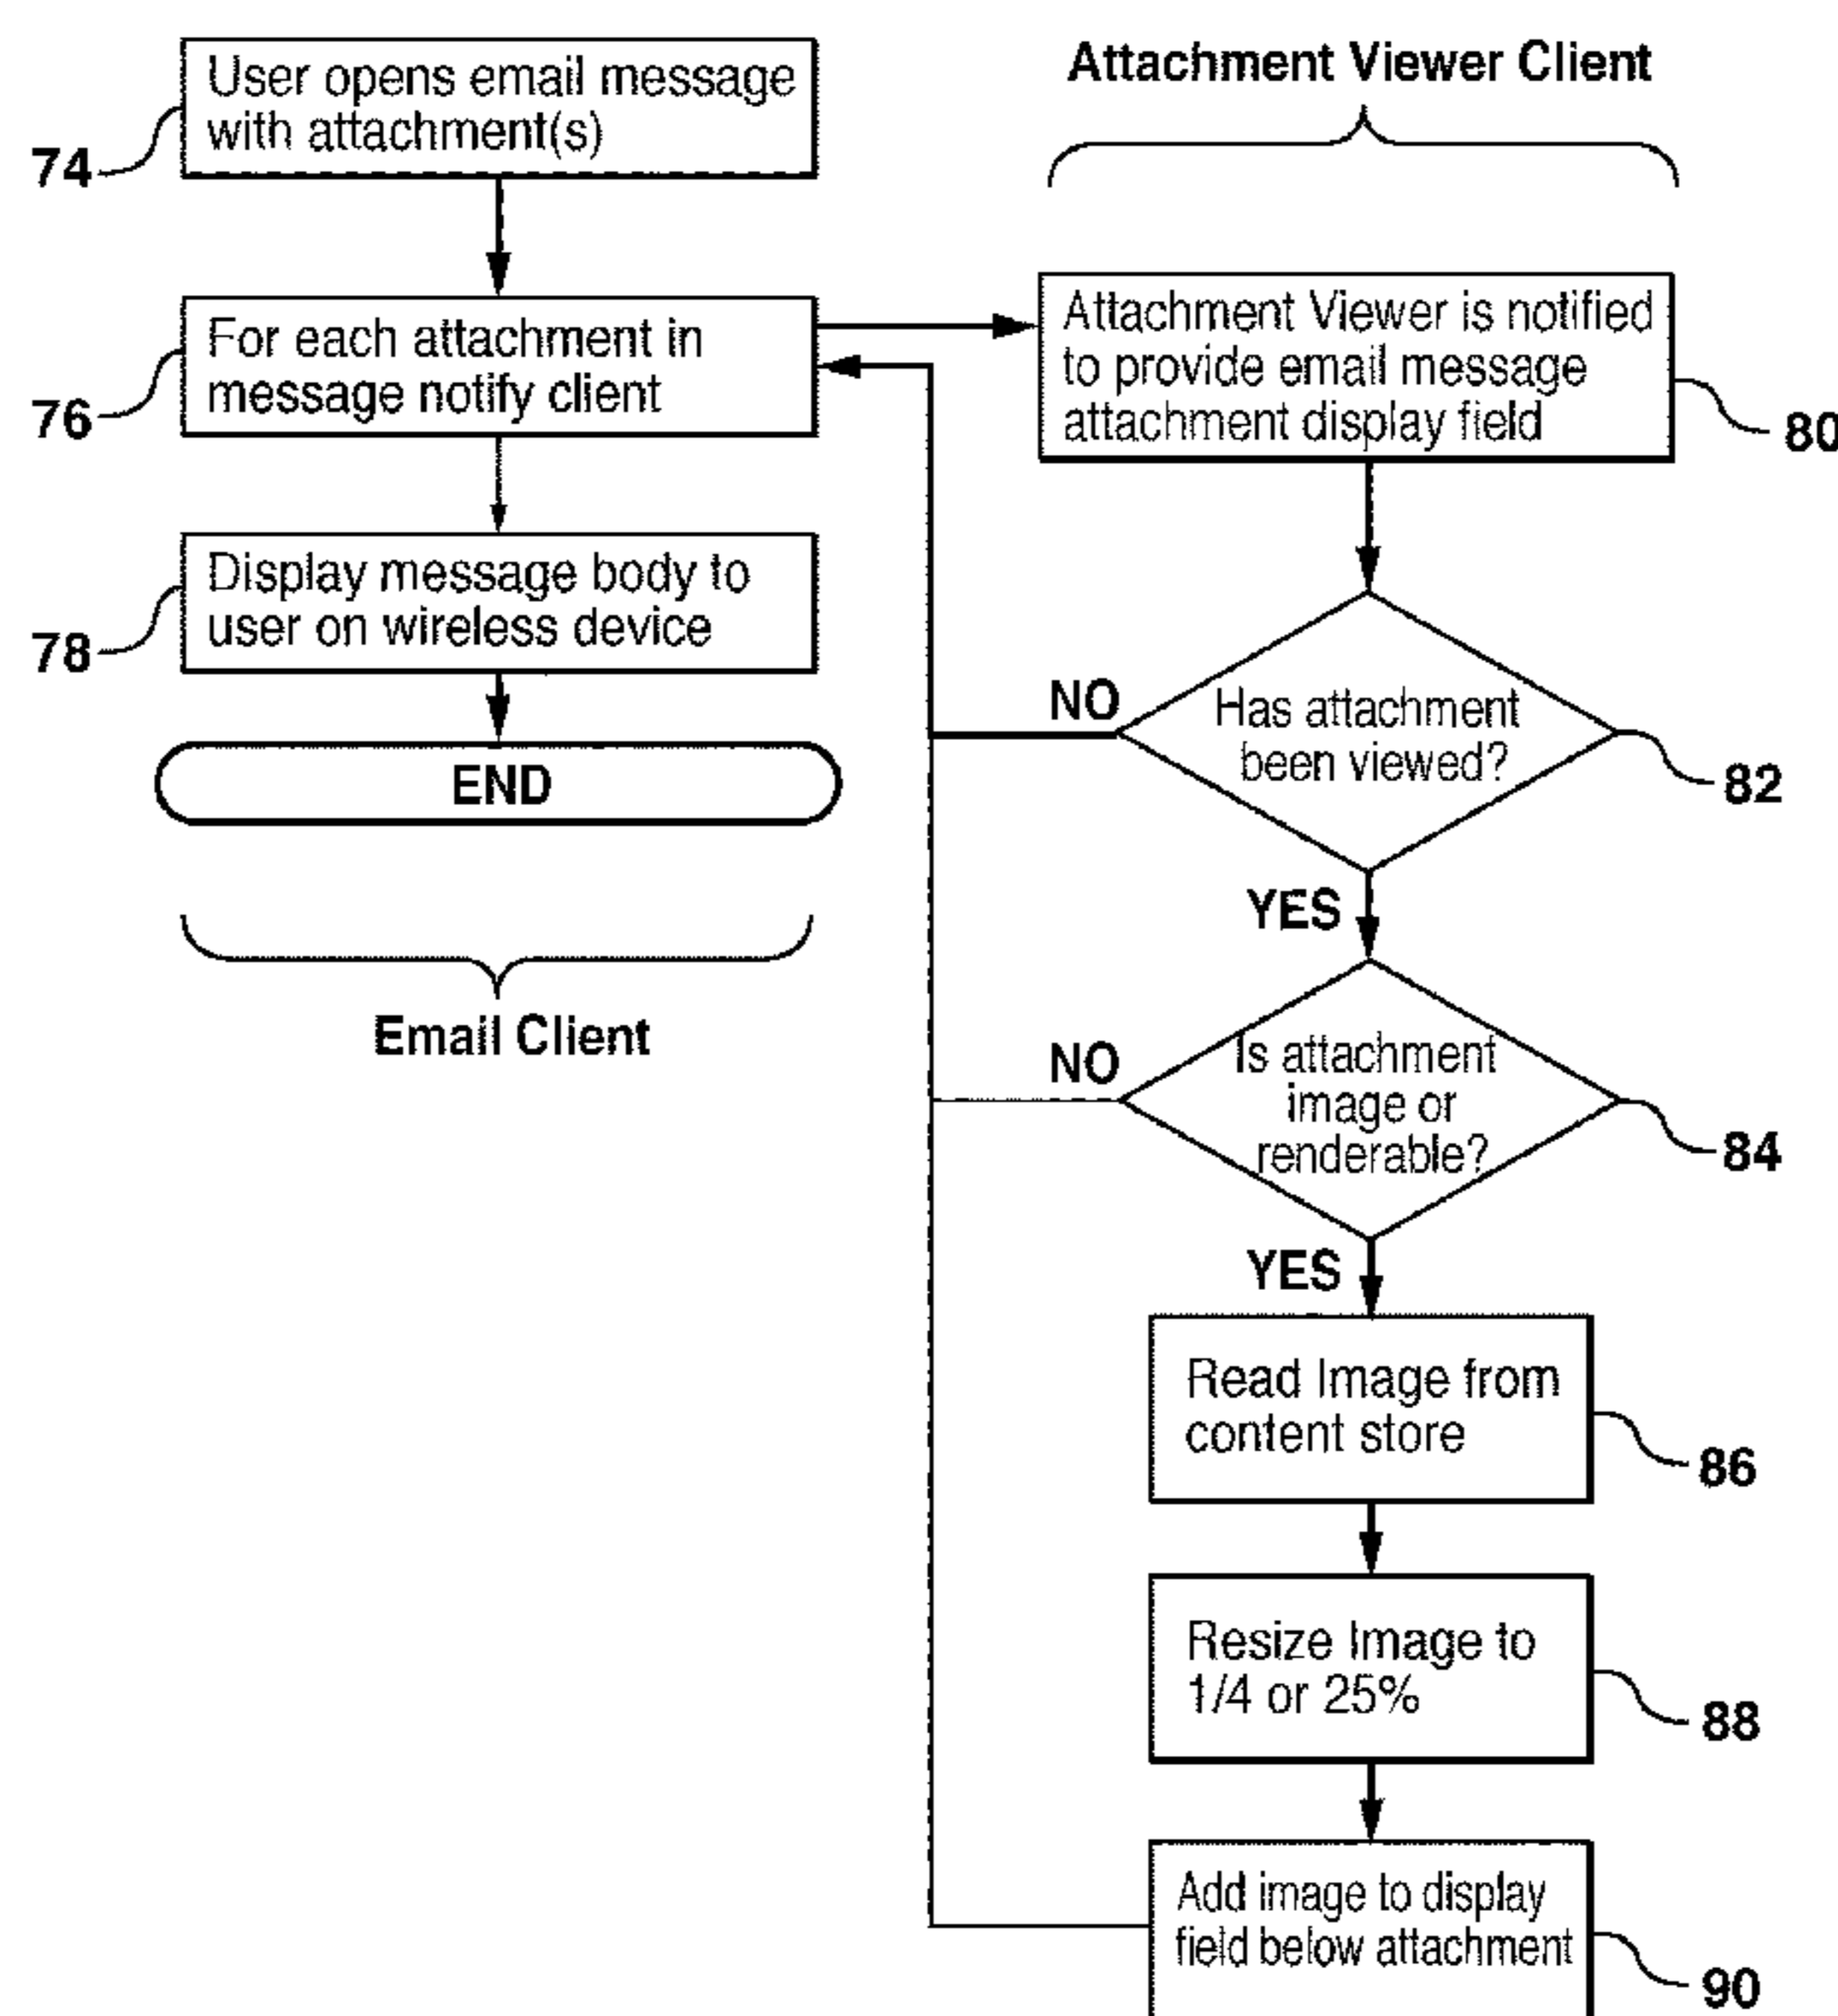 User opens email message
with attachment(s)
74
For each attachment in
message notify client
76
Display message body to
user on wireless device
78
END
Email Client
Attachment Viewer Client
Attachment Viewer is notified
to provide email message
attachment display field
80
Has attachment
been viewed?
NO
82
YES
Is attachment
image or
renderable?
NO
84
YES
Read Image from
content store
86
Resize Image to
1/4 or 25%
88
Add image to display
field below attachment
90